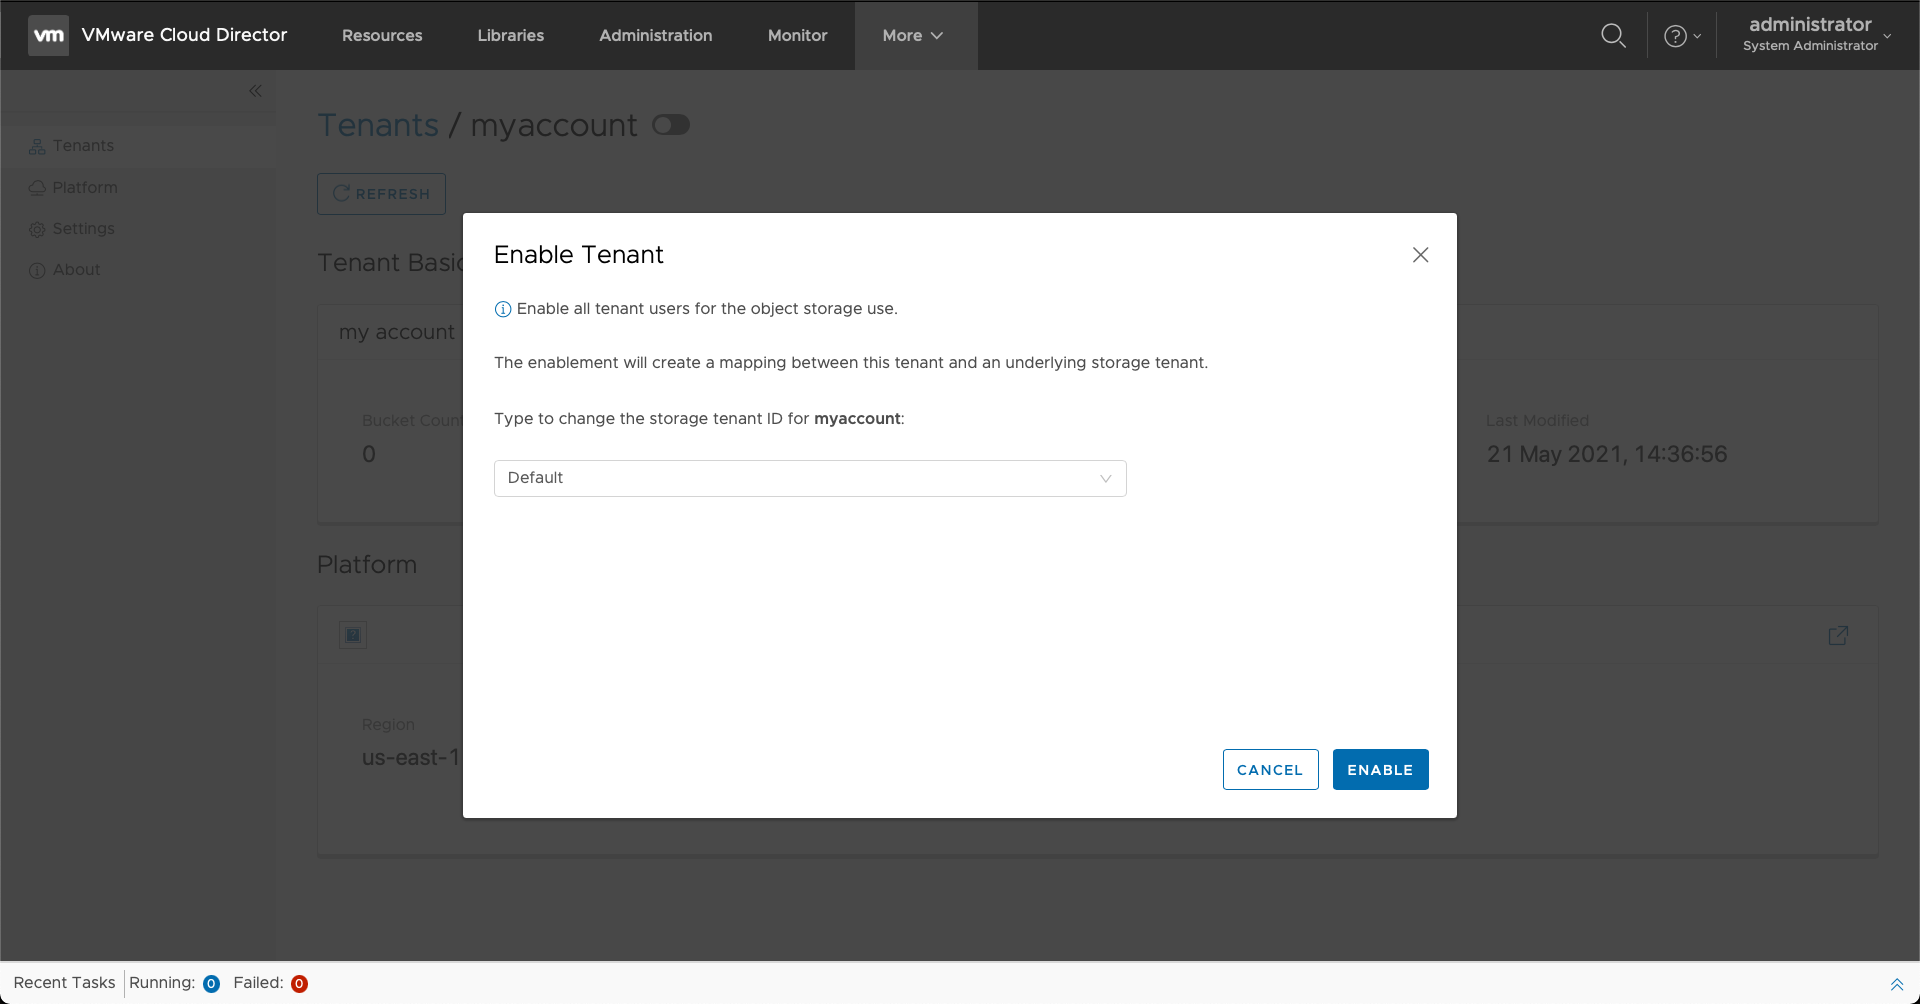 vm VMware Cloud Director Resources Libraries Administration Monitor More administrator
System Administrator
Tenants / myaccount
Tenants
Platform
Settings
About
REFRESH
Tenant Basic
my account
Bucket Count
0
Last Modified
21 May 2021, 14:36:56
Platform
Region
us-east-1
Enable Tenant
Enable all tenant users for the object storage use.
The enablement will create a mapping between this tenant and an underlying storage tenant.
Type to change the storage tenant ID for myaccount:
Default
CANCEL ENABLE
Recent Tasks Running: 0 Failed: 0